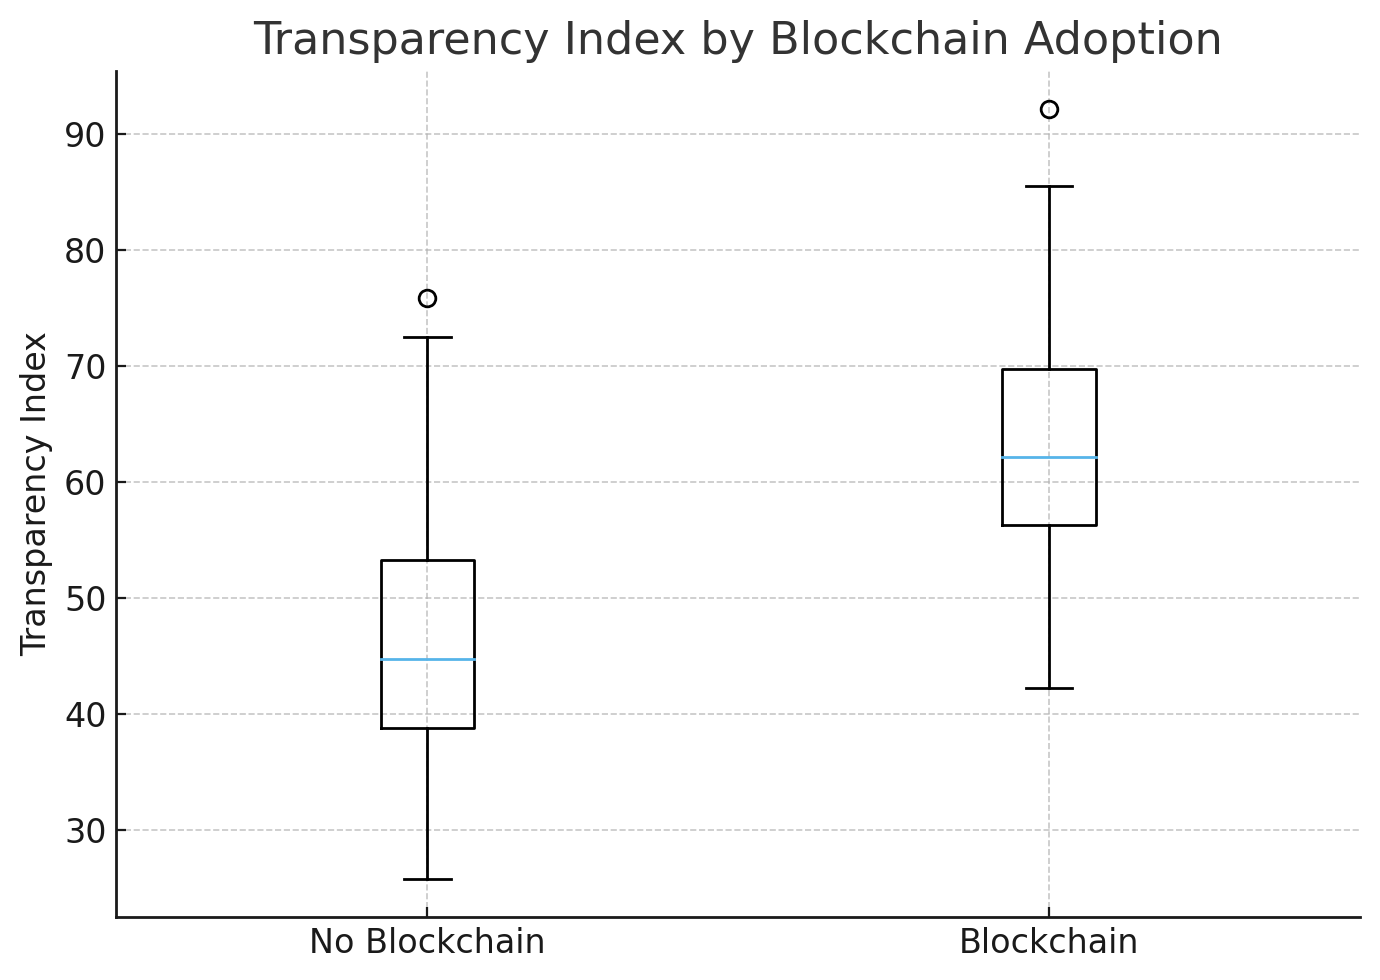 Transparency Index by Blockchain Adoption
Transparency Index
90
80
70
60
50
40
30
No Blockchain
Blockchain